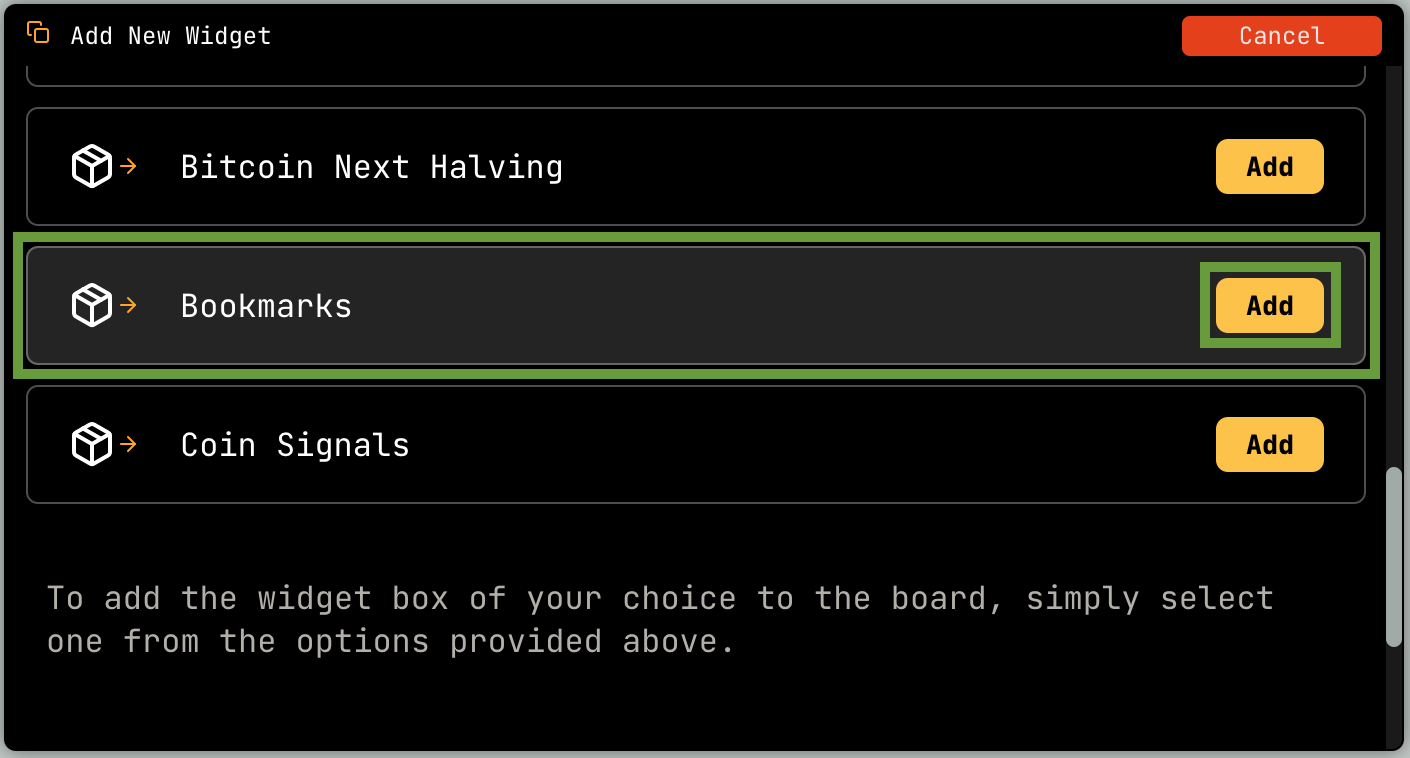 Add New Widget
Cancel
Bitcoin Next Halving
Add
Bookmarks
Add
Coin Signals
Add
To add the widget box of your choice to the board, simply select
one from the options provided above.